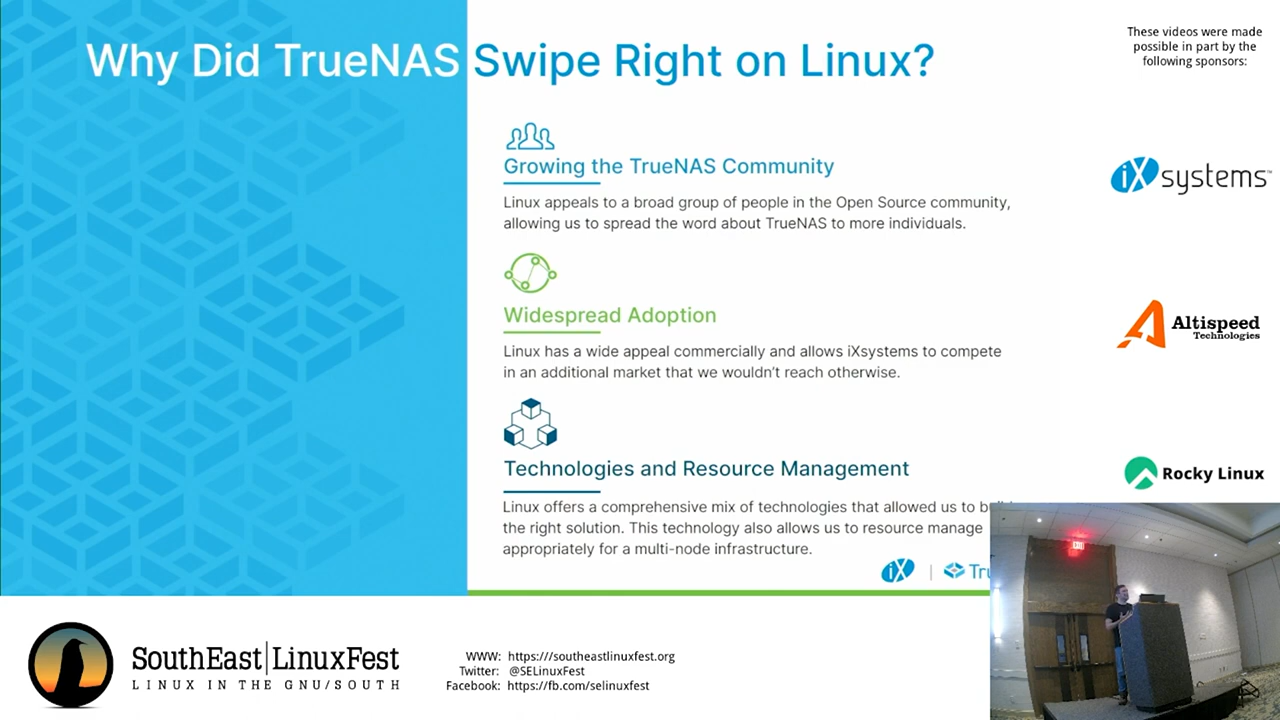 Why Did TrueNAS Swipe Right on Linux?
Growing the TrueNAS Community
Linux appeals to a broad group of people in the Open Source community,
allowing us to spread the word about TrueNAS to more individuals.
Widespread Adoption
Linux has a wide appeal commercially and allows iXsystems to compete
in an additional market that we wouldn't reach otherwise.
Technologies and Resource Management
Linux offers a comprehensive mix of technologies that allowed us to
the right solution. This technology also allows us to resource manage
appropriately for a multi-node infrastructure.
iX |
These videos were made
possible in part by the
following sponsors:
iXsystems™
Altispeed
Technologies
Rocky Linux
EXIT
SouthEast|LinuxFest
LINUX IN THE GNU/SOUTH
WWW: https://southeastlinuxfest.org
Twitter: @SELinuxFest
Facebook: https://fb.com/selinuxfest